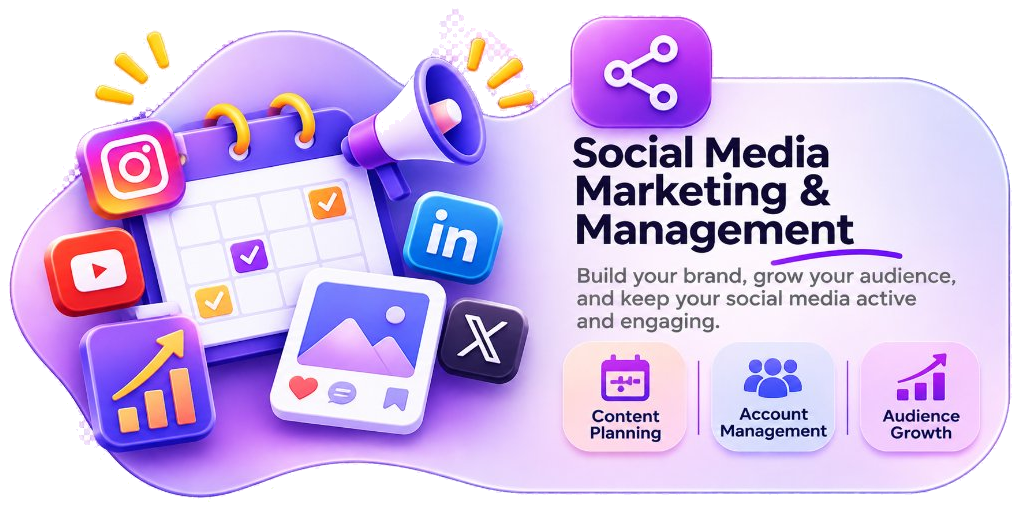 in
X
Social Media
Marketing &
Management
Build your brand, grow your audience,
and keep your social media active
and engaging.
Content
Planning
Account
Management
Audience
Growth